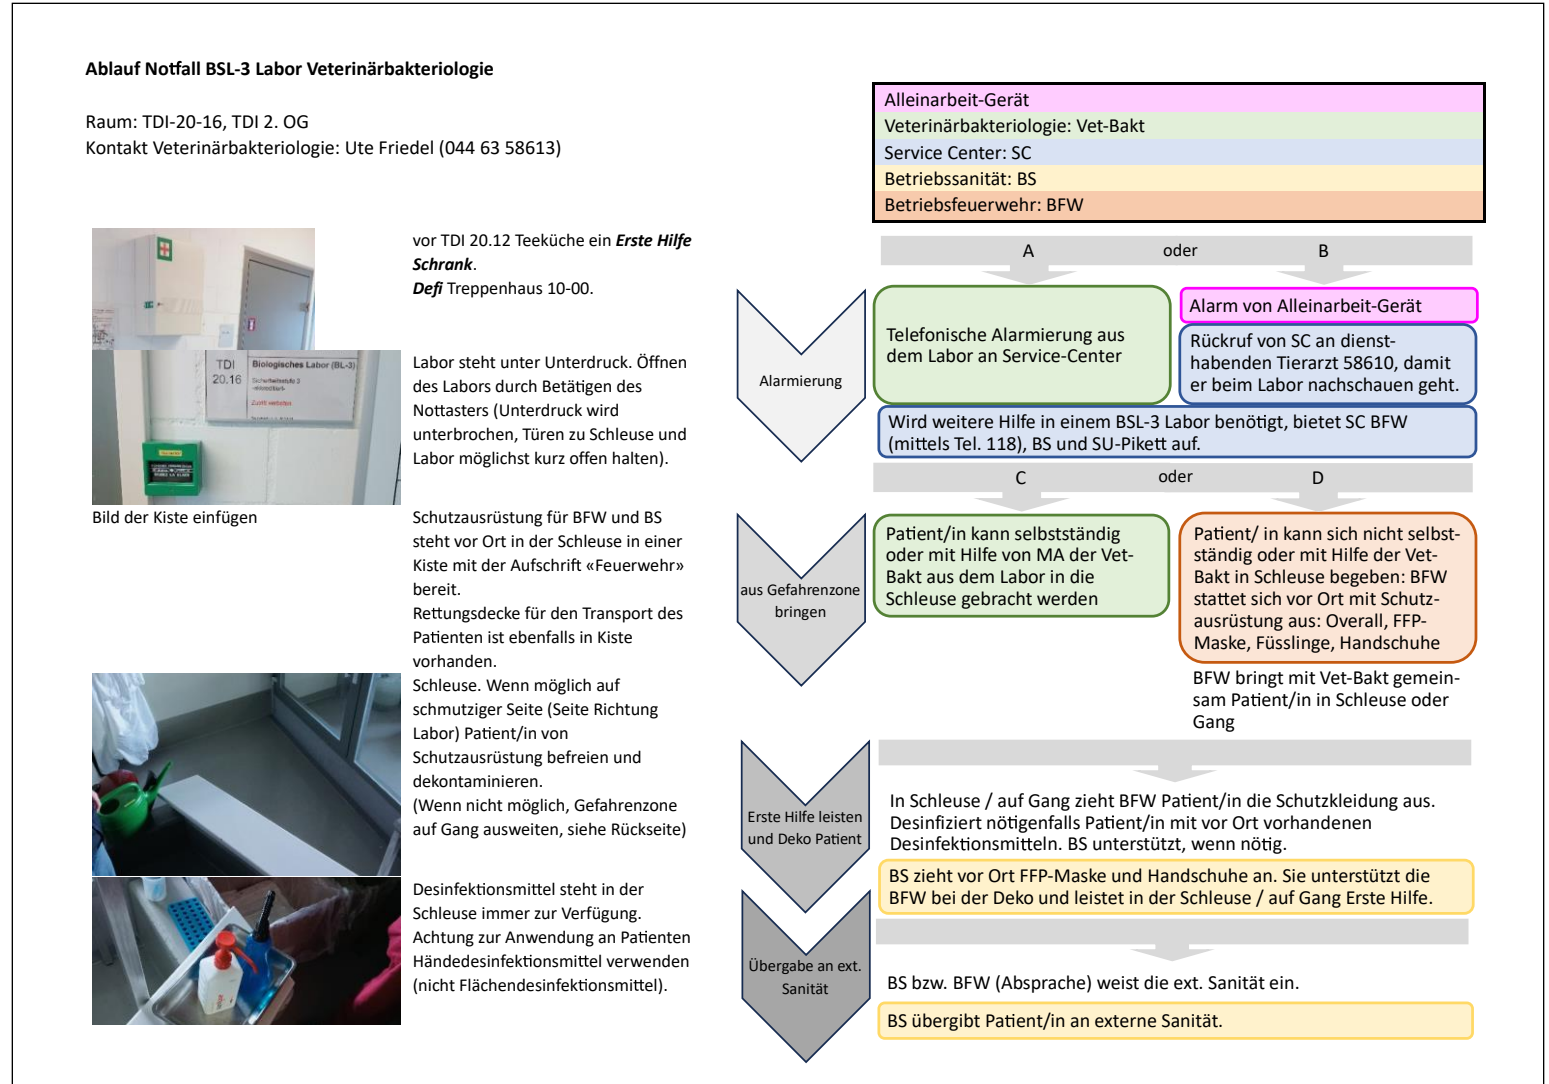 Ablauf Notfall BSL-3 Labor Veterinärbakteriologie
Raum: TDI-20-16, TDI 2. OG
Kontakt Veterinärbakteriologie: Ute Friedel (044 63 58613)
Alleinarbeit-Gerät
Veterinärbakteriologie: Vet-Bakt
Service Center: SC
Betriebssanität: BS
Betriebsfeuerwehr: BFW
vor TDI 20.12 Teeküche ein Erste Hilfe
Schrank.
Defi Treppenhaus 10-00.
TDI
20.16
Biologisches Labor (BL-3)
Sicherheitsstufe 3
Zutritt verboten
Labor steht unter Unterdruck. Öffnen
des Labors durch Betätigen des
Nottasters (Unterdruck wird
unterbrochen, Türen zu Schleuse und
Labor möglichst kurz offen halten).
Bild der Kiste einfügen
Schutzausrüstung für BFW und BS
steht vor Ort in der Schleuse in einer
Kiste mit der Aufschrift «Feuerwehr»
bereit.
Rettungsdecke für den Transport des
Patienten ist ebenfalls in Kiste
vorhanden.
Schleuse. Wenn möglich auf
schmutziger Seite (Seite Richtung
Labor) Patient/in von
Schutzausrüstung befreien und
dekontaminieren.
(Wenn nicht möglich, Gefahrenzone
auf Gang ausweiten, siehe Rückseite)
Desinfektionsmittel steht in der
Schleuse immer zur Verfügung.
Achtung zur Anwendung an Patienten
Händedesinfektionsmittel verwenden
(nicht Flächendesinfektionsmittel).
A oder B
Alarmierung
Telefonische Alarmierung aus
dem Labor an Service-Center
Alarm von Alleinarbeit-Gerät
Rückruf von SC an dienst-
habenden Tierarzt 58610, damit
er beim Labor nachschauen geht.
Wird weitere Hilfe in einem BSL-3 Labor benötigt, bietet SC BFW
(mittels Tel. 118), BS und SU-Pikett auf.
C oder D
aus Gefahrenzone
bringen
Patient/in kann selbstständig
oder mit Hilfe von MA der Vet-
Bakt aus dem Labor in die
Schleuse gebracht werden
Patient/ in kann sich nicht selbst-
ständig oder mit Hilfe der Vet-
Bakt in Schleuse begeben: BFW
stattet sich vor Ort mit Schutz-
ausrüstung aus: Overall, FFP-
Maske, Füsslinge, Handschuhe
BFW bringt mit Vet-Bakt gemein-
sam Patient/in in Schleuse oder
Gang
Erste Hilfe leisten
und Deko Patient
In Schleuse / auf Gang zieht BFW Patient/in die Schutzkleidung aus.
Desinfiziert nötigenfalls Patient/in mit vor Ort vorhandenen
Desinfektionsmitteln. BS unterstützt, wenn nötig.
BS zieht vor Ort FFP-Maske und Handschuhe an. Sie unterstützt die
BFW bei der Deko und leistet in der Schleuse / auf Gang Erste Hilfe.
Übergabe an ext.
Sanität
BS bzw. BFW (Absprache) weist die ext. Sanität ein.
BS übergibt Patient/in an externe Sanität.